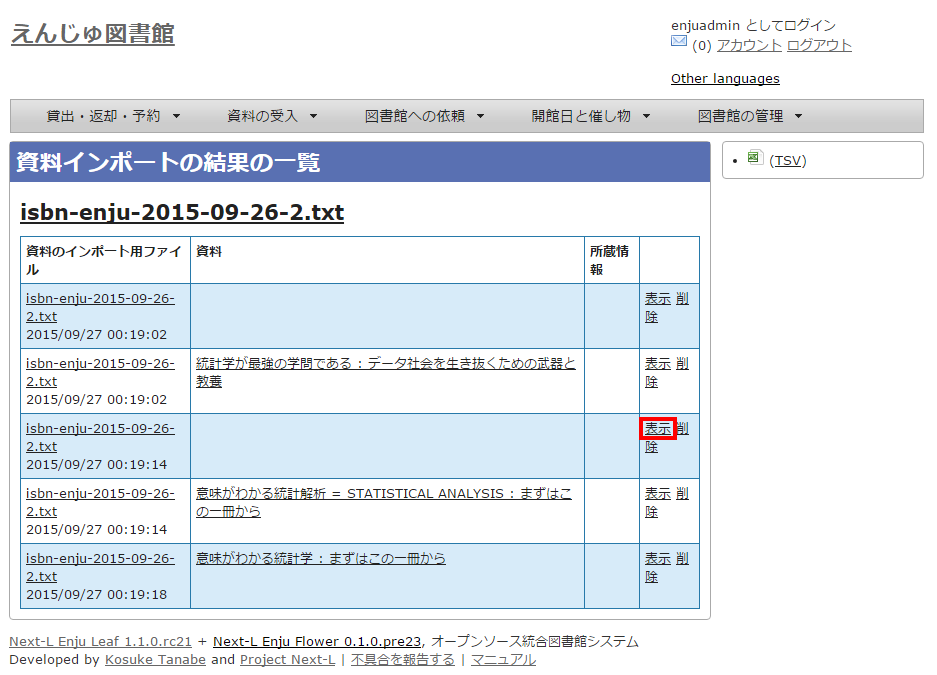 えんじゅ図書館
enjuadmin としてログイン
(0) アカウント ログアウト
Other languages
貸出・返却・予約 ▼ 資料の受入 ▼ 図書館への依頼 ▼ 開館日と催し物 ▼ 図書館の管理 ▼
資料インポートの結果の一覧
• (TSV)
isbn-enju-2015-09-26-2.txt
資料のインポート用ファイ
ル
資料
所蔵情
報
isbn-enju-2015-09-26-
2.txt
2015/09/27 00:19:02
表示 削
除
isbn-enju-2015-09-26-
2.txt
2015/09/27 00:19:02
統計学が最強の学問である : データ社会を生き抜くための武器と
教養
表示 削
除
isbn-enju-2015-09-26-
2.txt
2015/09/27 00:19:14
表示 削
除
isbn-enju-2015-09-26-
2.txt
2015/09/27 00:19:14
意味がわかる統計解析 = STATISTICAL ANALYSIS : まずはこ
の一冊から
表示 削
除
isbn-enju-2015-09-26-
2.txt
2015/09/27 00:19:18
意味がわかる統計学 : まずはこの一冊から
表示 削
除
Next-L Enju Leaf 1.1.0.rc21 + Next-L Enju Flower 0.1.0.pre23, オープンソース統合図書館システム
Developed by Kosuke Tanabe and Project Next-L | 不具合を報告する | マニュアル